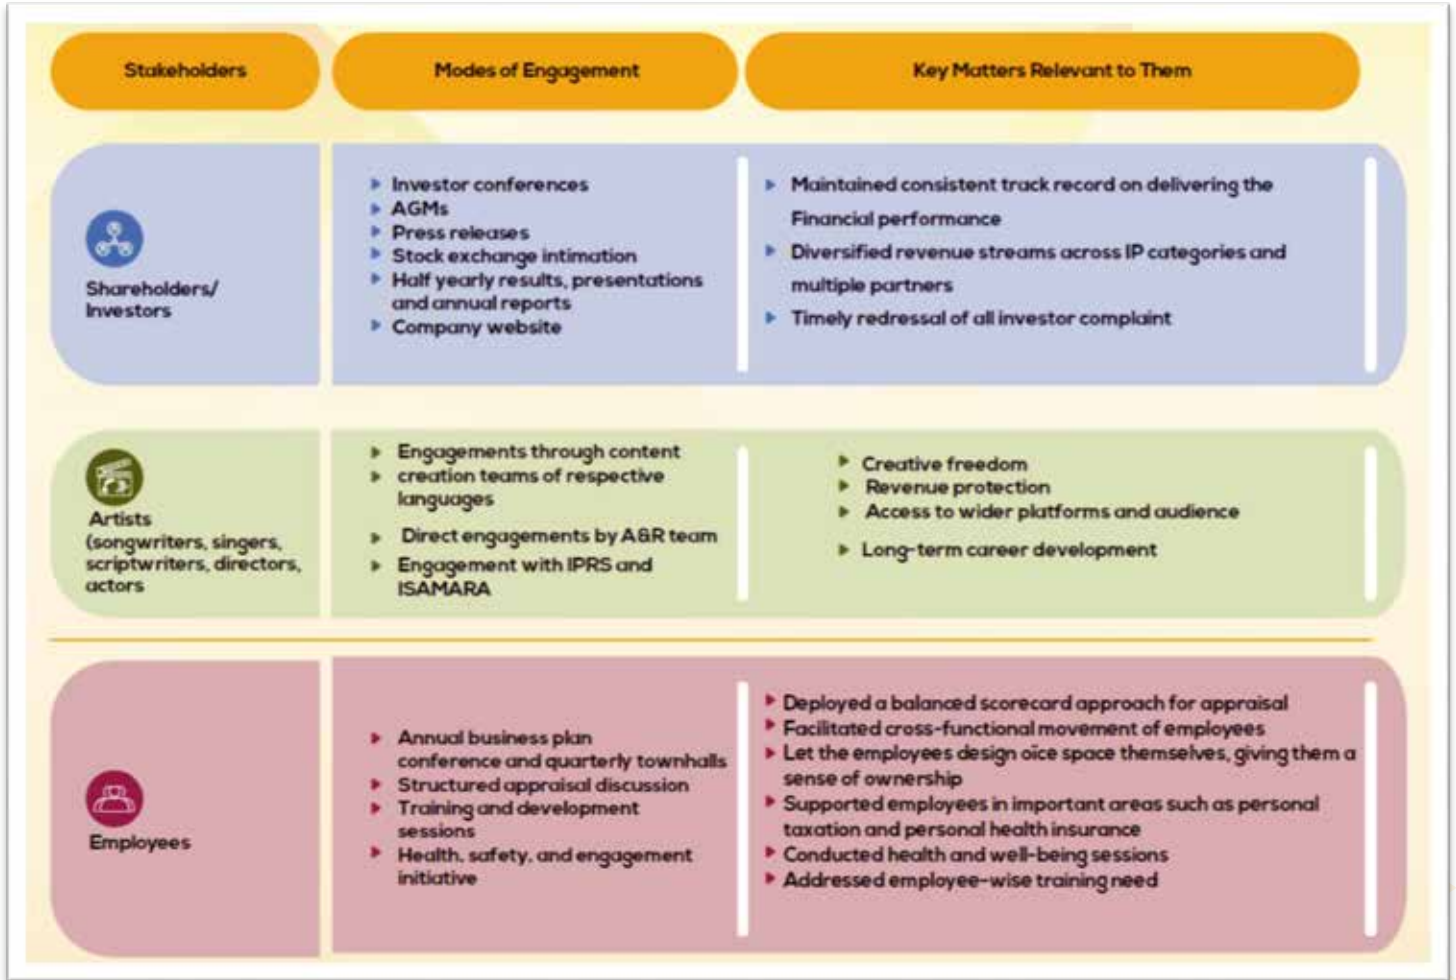 Stakeholders
Modes of Engagement
Key Matters Relevant to Them
Shareholders/
Investors
Investor conferences
AGMs
Press releases
Stock exchange intimation
Half yearly results, presentations
and annual reports
Company website
Maintained consistent track record on delivering the
Financial performance
Diversified revenue streams across IP categories and
multiple partners
Timely redressal of all investor complaint
Artists
(songwriters, singers,
scriptwriters, directors,
actors
Engagements through content
creation teams of respective
languages
Direct engagements by A&R team
Engagement with IPRS and
ISAMARA
Creative freedom
Revenue protection
Access to wider platforms and audience
Long-term career development
Employees
Annual business plan
conference and quarterly townhalls
Structured appraisal discussion
Training and development
sessions
Health, safety, and engagement
initiative
Deployed a balanced scorecard approach for appraisal
Facilitated cross-functional movement of employees
Let the employees design oïce space themselves, giving them a
sense of ownership
Supported employees in important areas such as personal
taxation and personal health insurance
Conducted health and well-being sessions
Addressed employee-wise training need